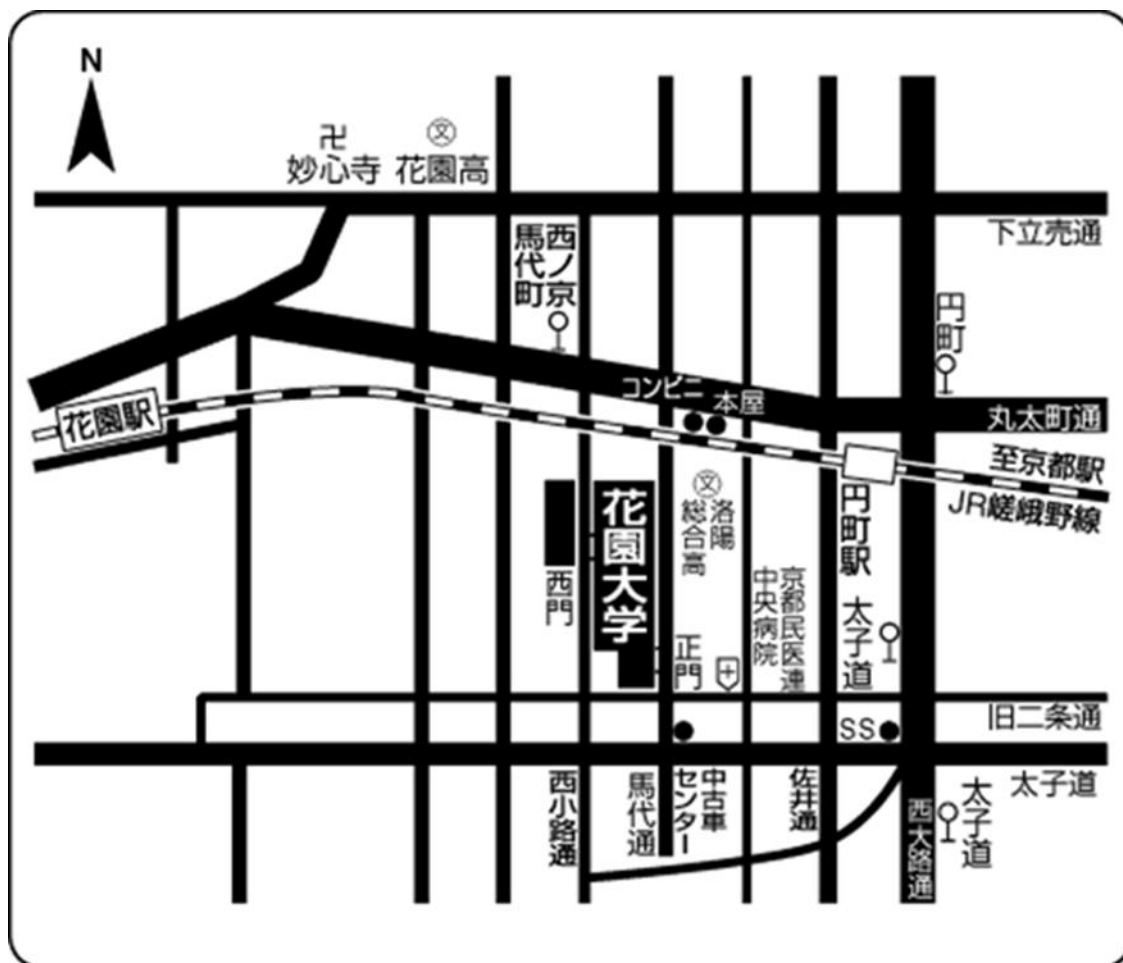 N
卍
文
妙心寺
花園高
下立売通
西ノ京
馬代町
円町
コンビニ
本屋
丸太町通
花園駅
至京都駅
JR嵯峨野線
円町駅
文
洛陽
総合高
花園大学
西門
正門
京都民医連
中央病院
太子道
旧二条通
SS
太子道
西小路通
馬代通
中古車
センター
佐井通
西大路通
太子道